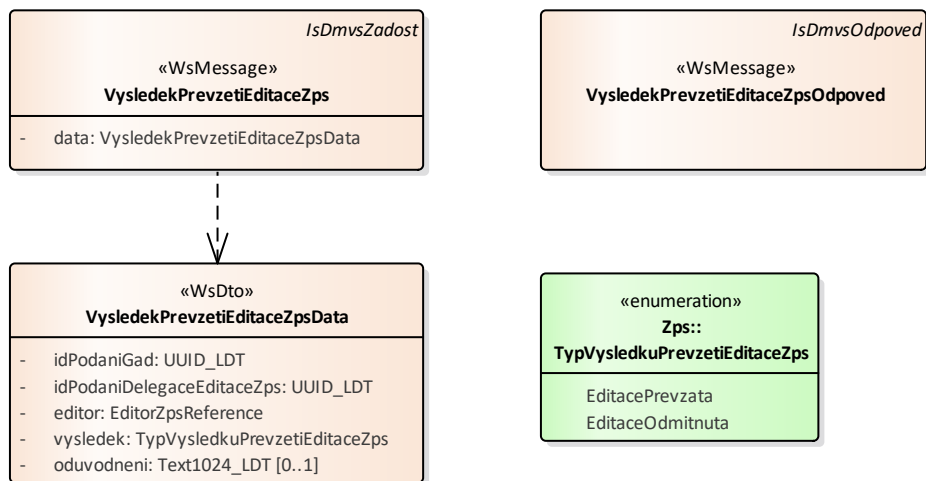 IsDmvsZadost
«WsMessage»
VysledekPrevzetiEditaceZps
- data: VysledekPrevzetiEditaceZpsData
IsDmvsOdpoved
«WsMessage»
VysledekPrevzetiEditaceZpsOdpoved
«WsDto»
VysledekPrevzetiEditaceZpsData
- idPodaniGad: UUID_LDT
- idPodaniDelegaceEditaceZps: UUID_LDT
- editor: EditorZpsReference
- vysledek: TypVysledkuPrevzetiEditaceZps
- oduvodneni: Text1024_LDT [0..1]
«enumeration»
Zps::
TypVysledkuPrevzetiEditaceZps
EditacePrevzata
EditaceOdmitnuta